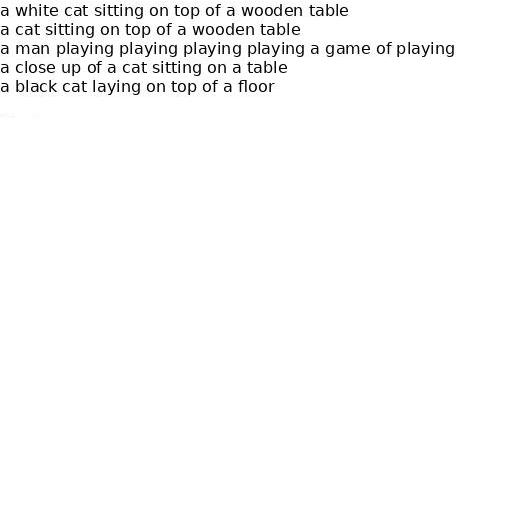 a white cat sitting on top of a wooden table
a cat sitting on top of a wooden table
a man playing playing playing playing a game of playing
a close up of a cat sitting on a table
a black cat laying on top of a floor